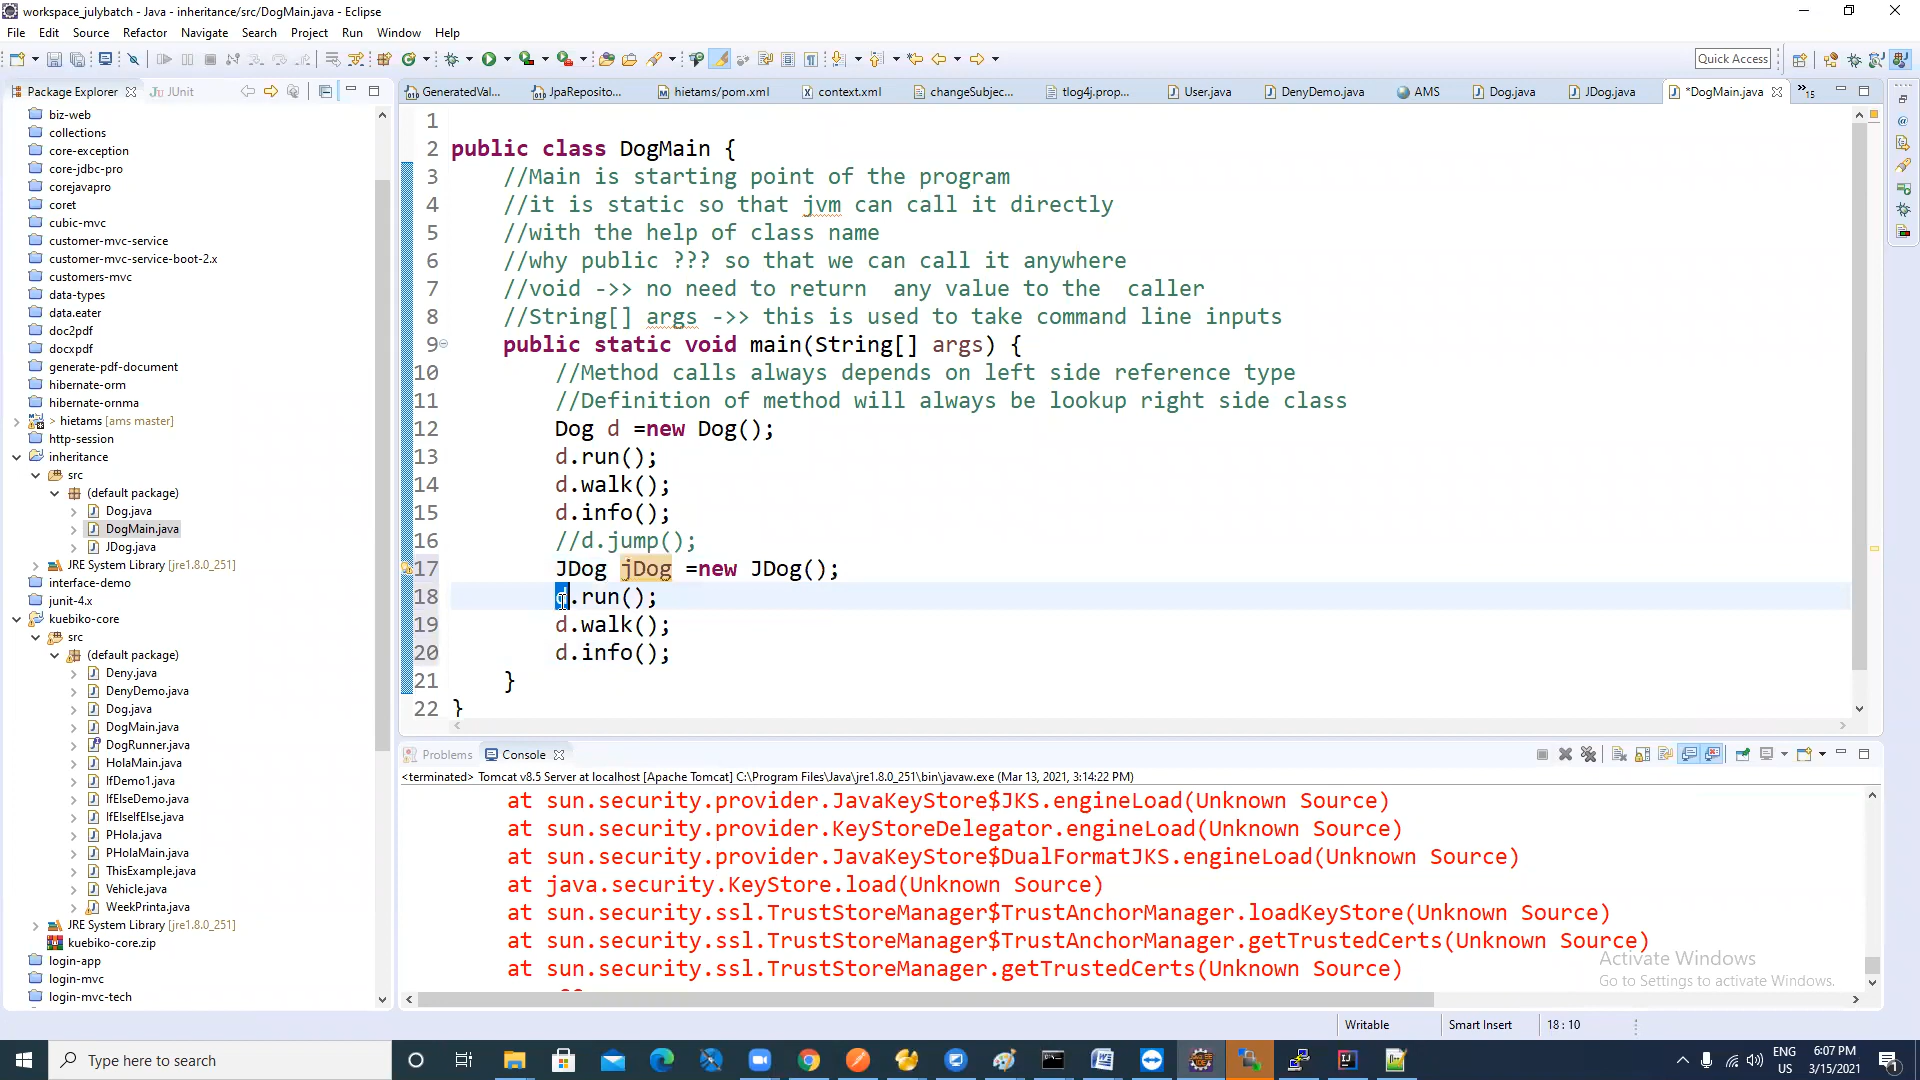 workspace_julybatch - Java - inheritance/src/DogMain.java - Eclipse
File Edit Source Refactor Navigate Search Project Run Window Help
Quick Access
Package Explorer JUnit
GeneratedVal... JpaReposito... hietams/pom.xml context.xml changeSubjec... tlog4j.prop... User.java DenyDemo.java AMS Dog.java JDog.java *DogMain.java »15
biz-web
collections
core-exception
core-jdbc-pro
corejavapro
coret
cubic-mvc
customer-mvc-service
customer-mvc-service-boot-2.x
customers-mvc
data-types
data.eater
doc2pdf
docxpdf
generate-pdf-document
hibernate-orm
hibernate-ornma
> hietams [ams master]
http-session
inheritance
src
(default package)
Dog.java
DogMain.java
JDog.java
JRE System Library [jre1.8.0_251]
interface-demo
junit-4.x
kuebiko-core
src
(default package)
Deny.java
DenyDemo.java
Dog.java
DogMain.java
DogRunner.java
HolaMain.java
IfDemo1.java
IfElseDemo.java
IfElseIfElse.java
PHola.java
PHolaMain.java
ThisExample.java
Vehicle.java
WeekPrinta.java
JRE System Library [jre1.8.0_251]
kuebiko-core.zip
login-app
login-mvc
login-mvc-tech
1
2 public class DogMain {
3 //Main is starting point of the program
4 //it is static so that jvm can call it directly
5 //with the help of class name
6 //why public ??? so that we can call it anywhere
7 //void ->> no need to return  any value to the  caller
8 //String[] args ->> this is used to take command line inputs
9 public static void main(String[] args) {
10 //Method calls always depends on left side reference type
11 //Definition of method will always be lookup right side class
12 Dog d =new Dog();
13 d.run();
14 d.walk();
15 d.info();
16 //d.jump();
17 JDog jDog =new JDog();
18 d.run();
19 d.walk();
20 d.info();
21 }
22 }
Problems Console
<terminated> Tomcat v8.5 Server at localhost [Apache Tomcat] C:\Program Files\Java\jre1.8.0_251\bin\javaw.exe (Mar 13, 2021, 3:14:22 PM)
at sun.security.provider.JavaKeyStore$JKS.engineLoad(Unknown Source)
at sun.security.provider.KeyStoreDelegator.engineLoad(Unknown Source)
at sun.security.provider.JavaKeyStore$DualFormatJKS.engineLoad(Unknown Source)
at java.security.KeyStore.load(Unknown Source)
at sun.security.ssl.TrustStoreManager$TrustAnchorManager.loadKeyStore(Unknown Source)
at sun.security.ssl.TrustStoreManager$TrustAnchorManager.getTrustedCerts(Unknown Source)
at sun.security.ssl.TrustStoreManager.getTrustedCerts(Unknown Source)
Activate Windows
Go to Settings to activate Windows.
Writable Smart Insert 18 : 10
Type here to search
ENG
US
6:07 PM
3/15/2021
1